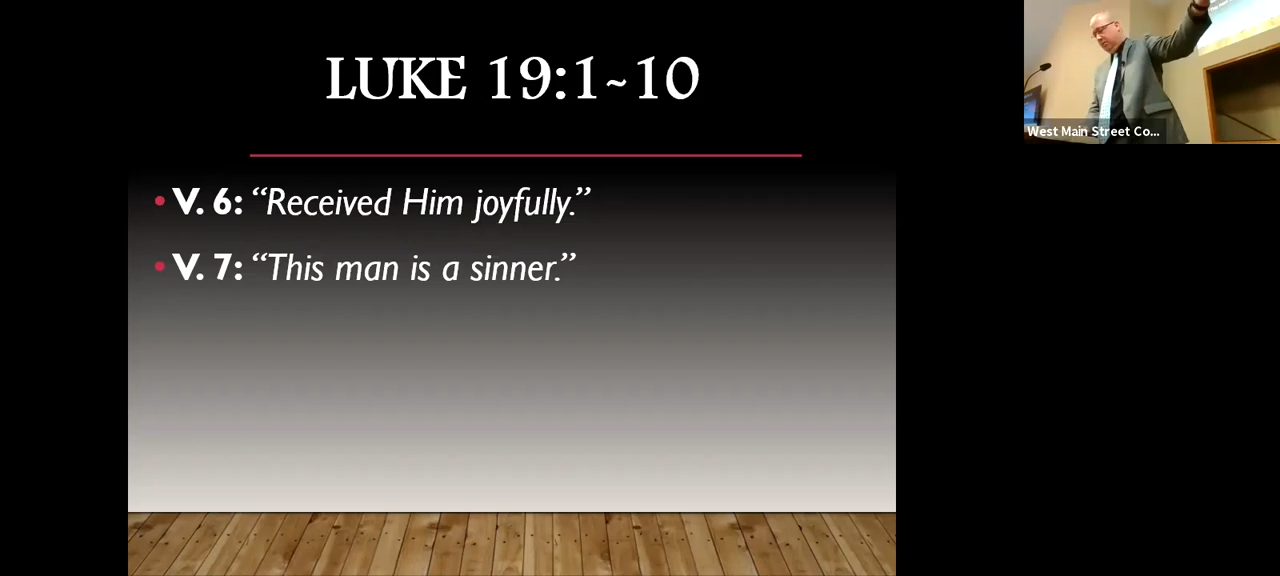 LUKE 19:1~10
• V. 6: “Received Him joyfully.”
• V. 7: “This man is a sinner.”
West Main Street Co...